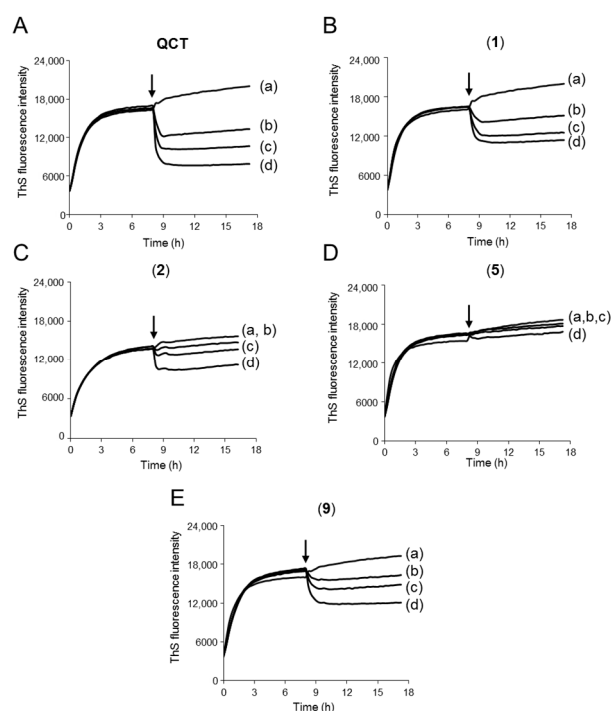 A
QCT
ThS fluorescence intensity
24,000
18,000
12,000
6000
0
0 3 6 9 12 15 18
Time (h)
(a)
(b)
(c)
(d)
B
(1)
ThS fluorescence intensity
24,000
18,000
12,000
6000
0
0 3 6 9 12 15 18
Time (h)
(a)
(b)
(c)
(d)
C
(2)
ThS fluorescence intensity
24,000
18,000
12,000
6000
0
0 3 6 9 12 15 18
Time (h)
(a, b)
(c)
(d)
D
(5)
ThS fluorescence intensity
24,000
18,000
12,000
6000
0
0 3 6 9 12 15 18
Time (h)
(a,b,c)
(d)
E
(9)
ThS fluorescence intensity
24,000
18,000
12,000
6000
0
0 3 6 9 12 15 18
Time (h)
(a)
(b)
(c)
(d)